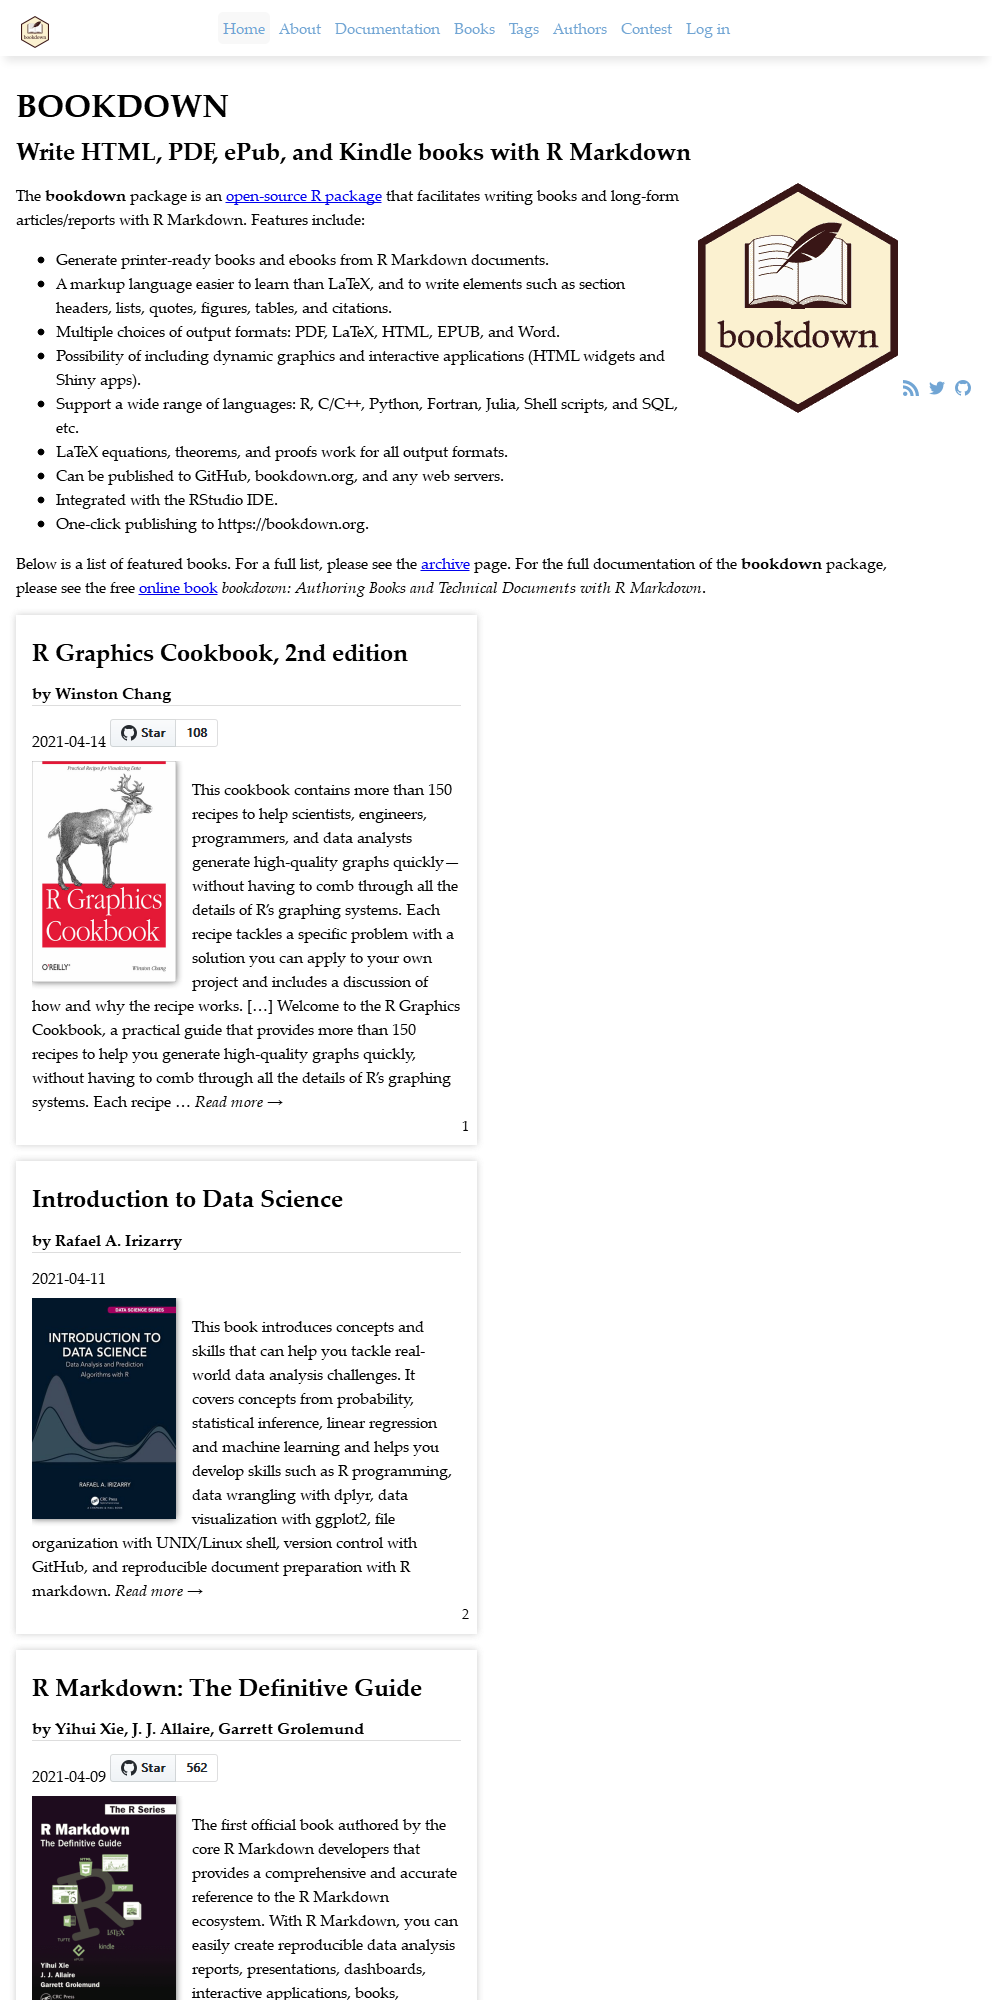 bookdown
Home About Documentation Books Tags Authors Contest Log in
BOOKDOWN
Write HTML, PDF, ePub, and Kindle books with R Markdown
The bookdown package is an open-source R package that facilitates writing books and long-form
articles/reports with R Markdown. Features include:
Generate printer-ready books and ebooks from R Markdown documents.
A markup language easier to learn than LaTeX, and to write elements such as section
headers, lists, quotes, figures, tables, and citations.
Multiple choices of output formats: PDF, LaTeX, HTML, EPUB, and Word.
Possibility of including dynamic graphics and interactive applications (HTML widgets and
Shiny apps).
Support a wide range of languages: R, C/C++, Python, Fortran, Julia, Shell scripts, and SQL,
etc.
LaTeX equations, theorems, and proofs work for all output formats.
Can be published to GitHub, bookdown.org, and any web servers.
Integrated with the RStudio IDE.
One-click publishing to https://bookdown.org.
bookdown
Below is a list of featured books. For a full list, please see the archive page. For the full documentation of the bookdown package,
please see the free online book bookdown: Authoring Books and Technical Documents with R Markdown.
R Graphics Cookbook, 2nd edition
by Winston Chang
2021-04-14 Star 108
Practical Recipes for Visualizing Data
R Graphics
Cookbook
O'REILLY
Winston Chang
This cookbook contains more than 150
recipes to help scientists, engineers,
programmers, and data analysts
generate high-quality graphs quickly—
without having to comb through all the
details of R’s graphing systems. Each
recipe tackles a specific problem with a
solution you can apply to your own
project and includes a discussion of
how and why the recipe works. […] Welcome to the R Graphics
Cookbook, a practical guide that provides more than 150
recipes to help you generate high-quality graphs quickly,
without having to comb through all the details of R’s graphing
systems. Each recipe … Read more →
1
Introduction to Data Science
by Rafael A. Irizarry
2021-04-11
DATA SCIENCE SERIES
INTRODUCTION TO
DATA SCIENCE
Data Analysis and Prediction
Algorithms with R
RAFAEL A. IRIZARRY
CRC Press
This book introduces concepts and
skills that can help you tackle real-
world data analysis challenges. It
covers concepts from probability,
statistical inference, linear regression
and machine learning and helps you
develop skills such as R programming,
data wrangling with dplyr, data
visualization with ggplot2, file
organization with UNIX/Linux shell, version control with
GitHub, and reproducible document preparation with R
markdown. Read more →
2
R Markdown: The Definitive Guide
by Yihui Xie, J. J. Allaire, Garrett Grolemund
2021-04-09 Star 562
The R Series
R Markdown
The Definitive Guide
HTML
PDF
R
LATEX
TUFTE
kindle
Yihui Xie
J. J. Allaire
Garrett Grolemund
CRC Press
The first official book authored by the
core R Markdown developers that
provides a comprehensive and accurate
reference to the R Markdown
ecosystem. With R Markdown, you can
easily create reproducible data analysis
reports, presentations, dashboards,
interactive applications, books,